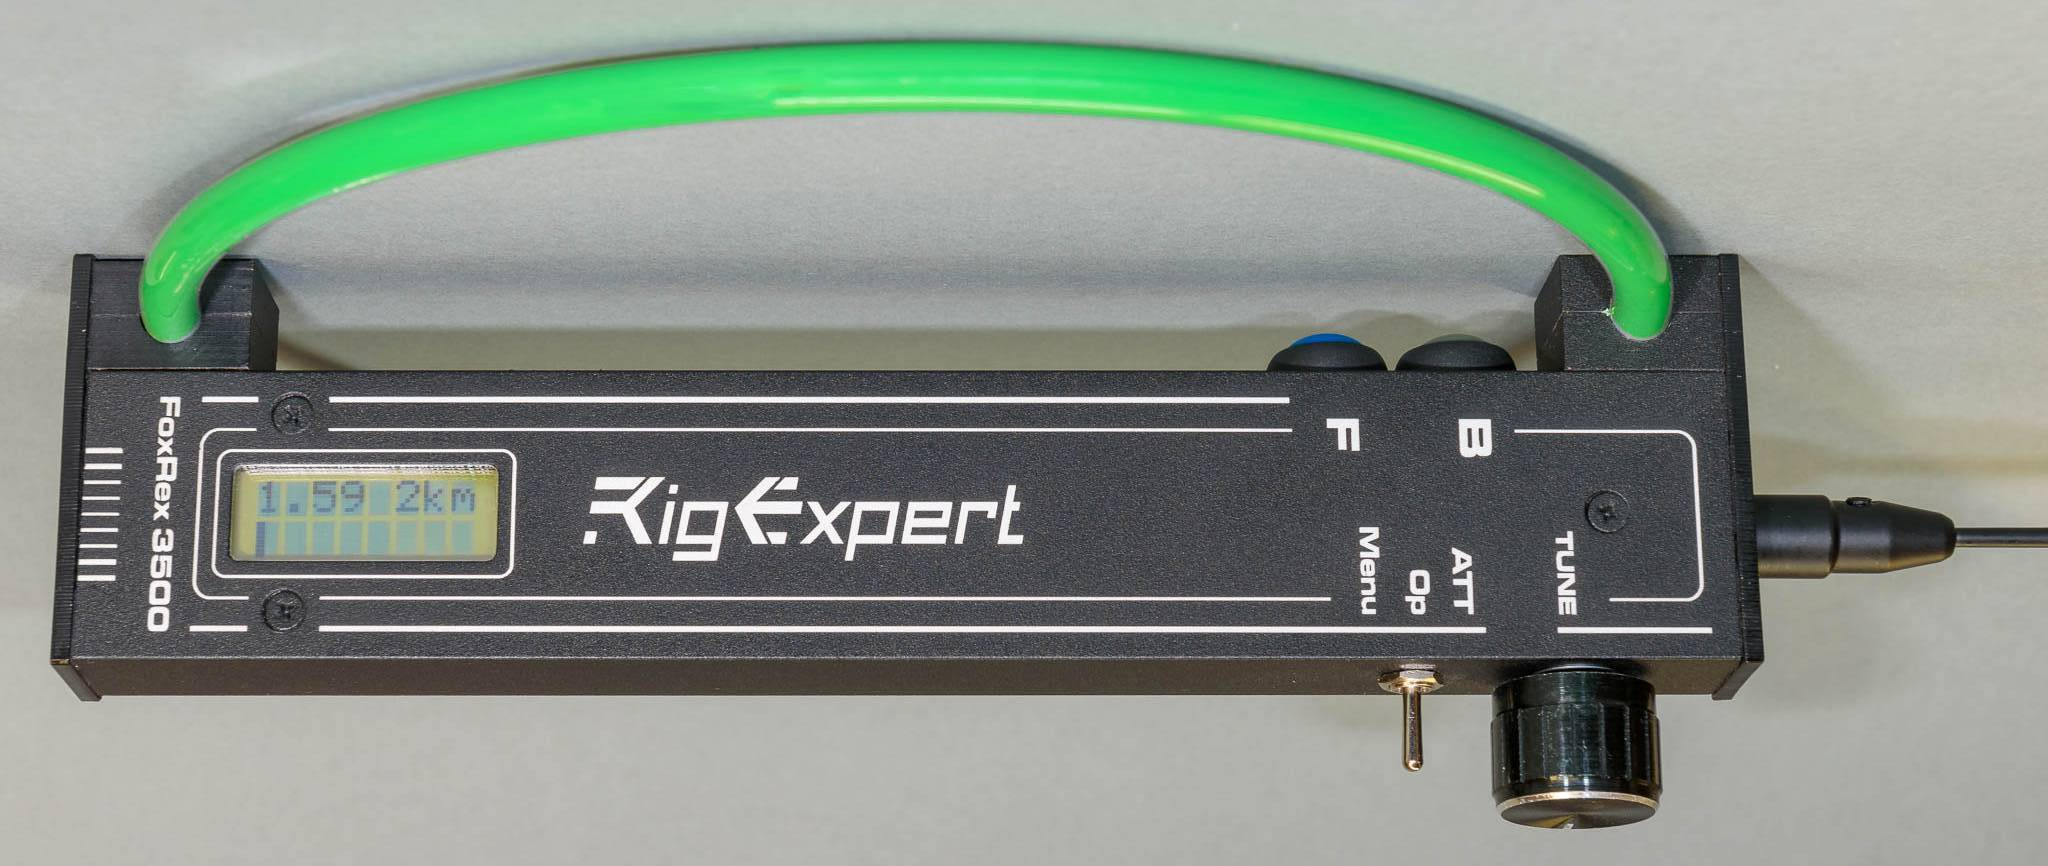 FoxRex 3500
1.59 2km
RigExpert
F
B
Menu
Op
ATT
TUNE